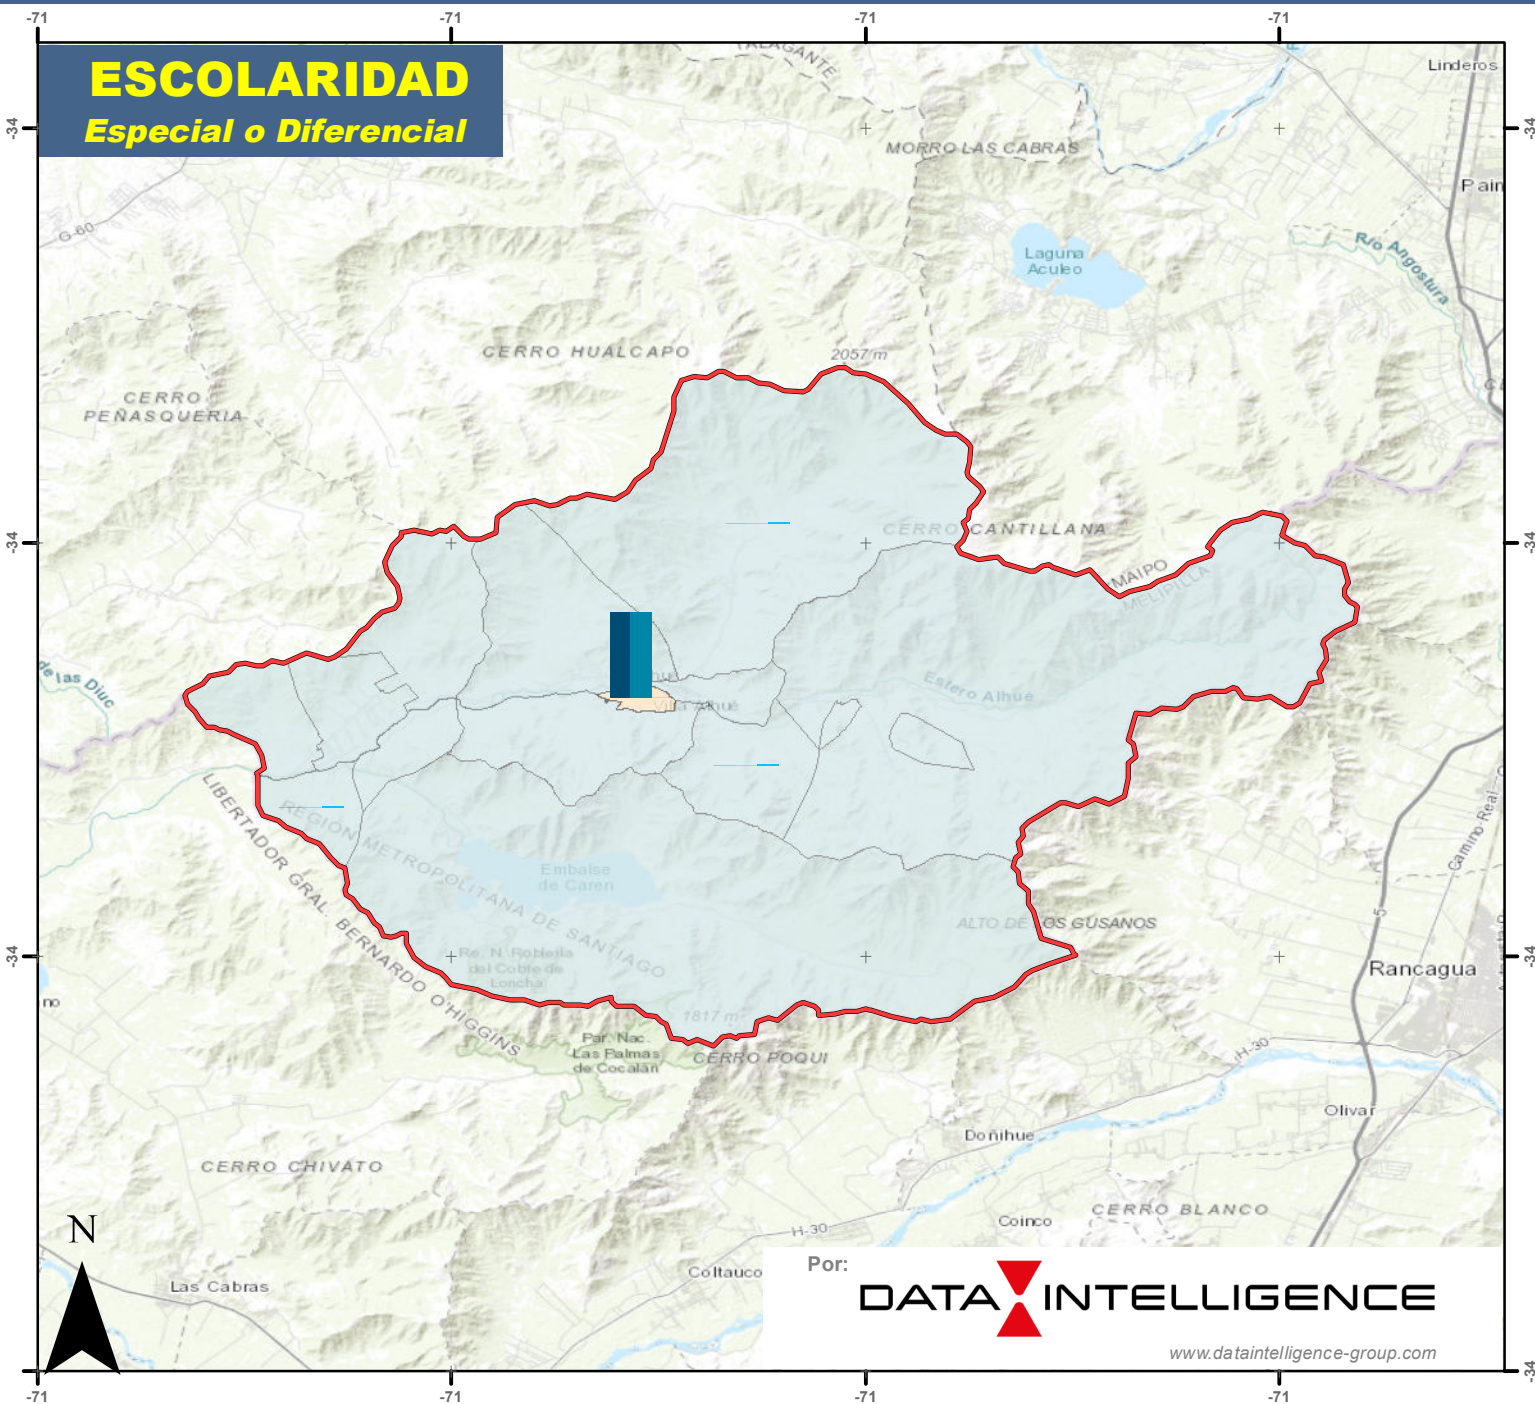 -71
-71
-71
-71
ESCOLARIDAD
Especial o Diferencial
TALAGANTE
Linderos
-34
-34
MORRO LAS CABRAS
Pain
G-60
Laguna
Aculeo
Río Angostura
CERRO HUALCAPO
2057 m
CERRO
PEÑASQUERIA
CERRO CANTILLANA
-34
-34
MAIPO
MELIPILLA
de las Diuc
Estero Alhué
Villa Alhué
LIBERTADOR GRAL. BERNARDO O'HIGGINS
REGIÓN METROPOLITANA DE SANTIAGO
Embalse
de Caren
Camino Real
5
ALTO DE LOS GUSANOS
Re. N. Roblería
del Cobre de
Loncha
-34
-34
Rancagua
no
1817 m
Par. Nac.
Las Palmas
de Cocalán
CERRO POQUI
H-30
Olivar
Doñihue
CERRO CHIVATO
CERRO BLANCO
Coinco
H-30
N
Coltauco
Las Cabras
Por:
DATA INTELLIGENCE
www.dataintelligence-group.com
-34
-34
-71
-71
-71
-71